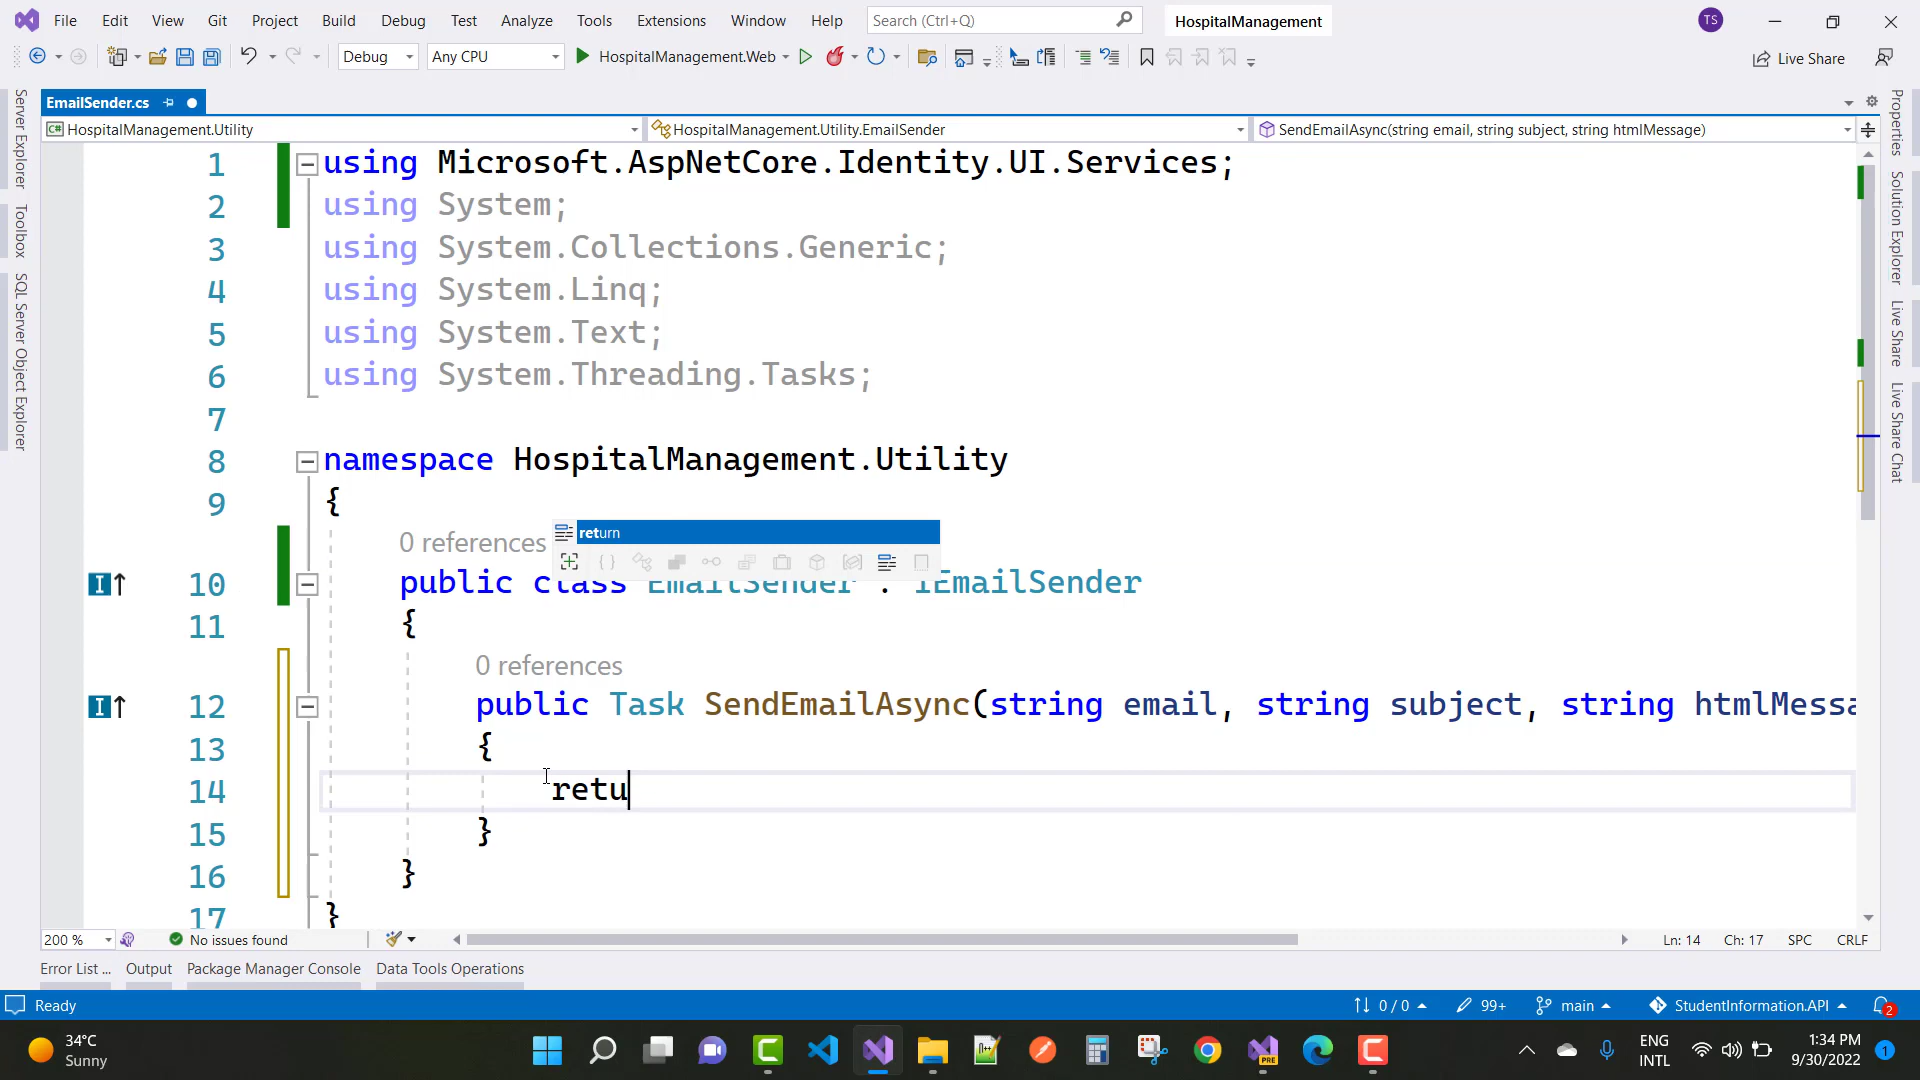 File Edit View Git Project Build Debug Test Analyze Tools Extensions Window Help Search (Ctrl+Q) HospitalManagement TS
Debug Any CPU HospitalManagement.Web Live Share
EmailSender.cs
HospitalManagement.Utility HospitalManagement.Utility.EmailSender SendEmailAsync(string email, string subject, string htmlMessage)
Server Explorer
Toolbox
SQL Server Object Explorer
Properties
Solution Explorer
Live Share
Live Share Chat
1 using Microsoft.AspNetCore.Identity.UI.Services;
2 using System;
3 using System.Collections.Generic;
4 using System.Linq;
5 using System.Text;
6 using System.Threading.Tasks;
7
8 namespace HospitalManagement.Utility
9 {
0 references
return
10 public class EmailSender : IEmailSender
11 {
0 references
12 public Task SendEmailAsync(string email, string subject, string htmlMessa
13 {
14 retu
15 }
16 }
17 }
200 % No issues found Ln: 14 Ch: 17 SPC CRLF
Error List ... Output Package Manager Console Data Tools Operations
Ready 0 / 0 99+ main StudentInformation.API 2
34°C
Sunny
PRE
ENG
INTL
1:34 PM
9/30/2022
1